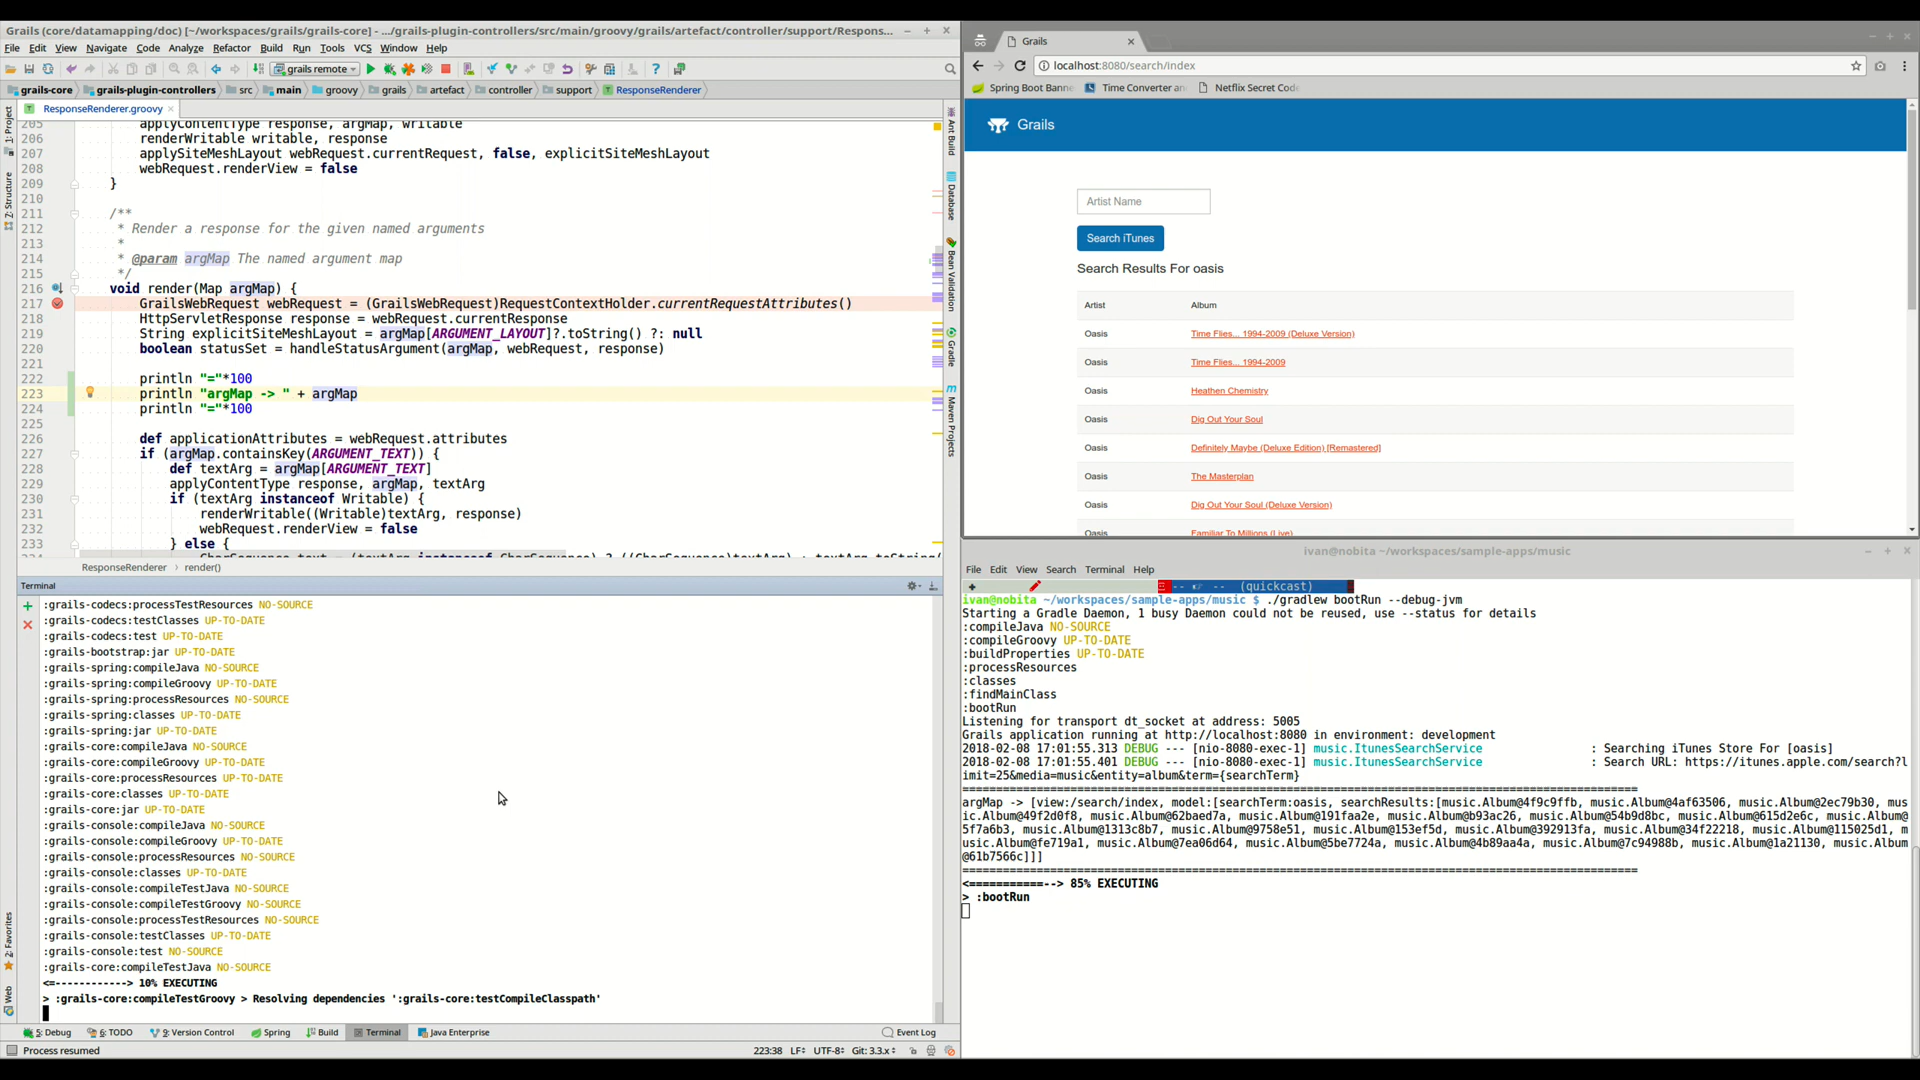 Grails (core/datamapping/doc) [~/workspaces/grails/grails-core] - .../grails-plugin-controllers/src/main/groovy/grails/artefact/controller/support/Respons...
File Edit View Navigate Code Analyze Refactor Build Run Tools VCS Window Help
grails remote
grails-core grails-plugin-controllers src main groovy grails artefact controller support ResponseRenderer
ResponseRenderer.groovy
1: Project
Z: Structure
2: Favorites
Web
205 applyContentType response, argMap, writable
206 renderWritable writable, response
207 applySiteMeshLayout webRequest.currentRequest, false, explicitSiteMeshLayout
208 webRequest.renderView = false
209 }
210
211 /**
212 * Render a response for the given named arguments
213 *
214 * @param argMap The named argument map
215 */
216 void render(Map argMap) {
217 GrailsWebRequest webRequest = (GrailsWebRequest)RequestContextHolder.currentRequestAttributes()
218 HttpServletResponse response = webRequest.currentResponse
219 String explicitSiteMeshLayout = argMap[ARGUMENT_LAYOUT]?.toString() ?: null
220 boolean statusSet = handleStatusArgument(argMap, webRequest, response)
221
222 println "="*100
223 println "argMap -> " + argMap
224 println "="*100
225
226 def applicationAttributes = webRequest.attributes
227 if (argMap.containsKey(ARGUMENT_TEXT)) {
228 def textArg = argMap[ARGUMENT_TEXT]
229 applyContentType response, argMap, textArg
230 if (textArg instanceof Writable) {
231 renderWritable((Writable)textArg, response)
232 webRequest.renderView = false
233 } else {
Ant Build
Database
Bean Validation
Gradle
Maven Projects
ResponseRenderer render()
Terminal
:grails-codecs:processTestResources NO-SOURCE
:grails-codecs:testClasses UP-TO-DATE
:grails-codecs:test UP-TO-DATE
:grails-bootstrap:jar UP-TO-DATE
:grails-spring:compileJava NO-SOURCE
:grails-spring:compileGroovy UP-TO-DATE
:grails-spring:processResources NO-SOURCE
:grails-spring:classes UP-TO-DATE
:grails-spring:jar UP-TO-DATE
:grails-core:compileJava NO-SOURCE
:grails-core:compileGroovy UP-TO-DATE
:grails-core:processResources UP-TO-DATE
:grails-core:classes UP-TO-DATE
:grails-core:jar UP-TO-DATE
:grails-console:compileJava NO-SOURCE
:grails-console:compileGroovy UP-TO-DATE
:grails-console:processResources NO-SOURCE
:grails-console:classes UP-TO-DATE
:grails-console:compileTestJava NO-SOURCE
:grails-console:compileTestGroovy NO-SOURCE
:grails-console:processTestResources NO-SOURCE
:grails-console:testClasses UP-TO-DATE
:grails-console:test NO-SOURCE
:grails-core:compileTestJava NO-SOURCE
<=------------> 10% EXECUTING
> :grails-core:compileTestGroovy > Resolving dependencies ':grails-core:testCompileClasspath'
5: Debug 6: TODO 9: Version Control Spring Build Terminal Java Enterprise Event Log
Process resumed 223:38 LF UTF-8 Git: 3.3.x
Grails
localhost:8080/search/index
Spring Boot Banne Time Converter an Netflix Secret Cod
Grails
Artist Name
Search iTunes
Search Results For oasis
Artist Album
Oasis Time Flies... 1994-2009 (Deluxe Version)
Oasis Time Flies... 1994-2009
Oasis Heathen Chemistry
Oasis Dig Out Your Soul
Oasis Definitely Maybe (Deluxe Edition) [Remastered]
Oasis The Masterplan
Oasis Dig Out Your Soul (Deluxe Version)
Oasis Familiar To Millions (Live)
ivan@nobita ~/workspaces/sample-apps/music
File Edit View Search Terminal Help
-- -- (quickcast)
ivan@nobita ~/workspaces/sample-apps/music $ ./gradlew bootRun --debug-jvm
Starting a Gradle Daemon, 1 busy Daemon could not be reused, use --status for details
:compileJava NO-SOURCE
:compileGroovy UP-TO-DATE
:buildProperties UP-TO-DATE
:processResources
:classes
:findMainClass
:bootRun
Listening for transport dt_socket at address: 5005
Grails application running at http://localhost:8080 in environment: development
2018-02-08 17:01:55.313 DEBUG --- [nio-8080-exec-1] music.ItunesSearchService : Searching iTunes Store For [oasis]
2018-02-08 17:01:55.401 DEBUG --- [nio-8080-exec-1] music.ItunesSearchService : Search URL: https://itunes.apple.com/search?l
imit=25&media=music&entity=album&term={searchTerm}
====================================================================================================
argMap -> [view:/search/index, model:[searchTerm:oasis, searchResults:[music.Album@4f9c9ffb, music.Album@4af63506, music.Album@2ec79b30, mus
ic.Album@49f2d0f8, music.Album@62baed7a, music.Album@191faa2e, music.Album@b93ac26, music.Album@54b9d8bc, music.Album@615d2e6c, music.Album@
5f7a6b3, music.Album@1313c8b7, music.Album@9758e51, music.Album@153ef5d, music.Album@392913fa, music.Album@34f22218, music.Album@115025d1, m
usic.Album@fe719a1, music.Album@7ea06d64, music.Album@5be7724a, music.Album@4b89aa4a, music.Album@7c94988b, music.Album@1a21130, music.Album
@61b7566c]]]
====================================================================================================
<===========--> 85% EXECUTING
> :bootRun